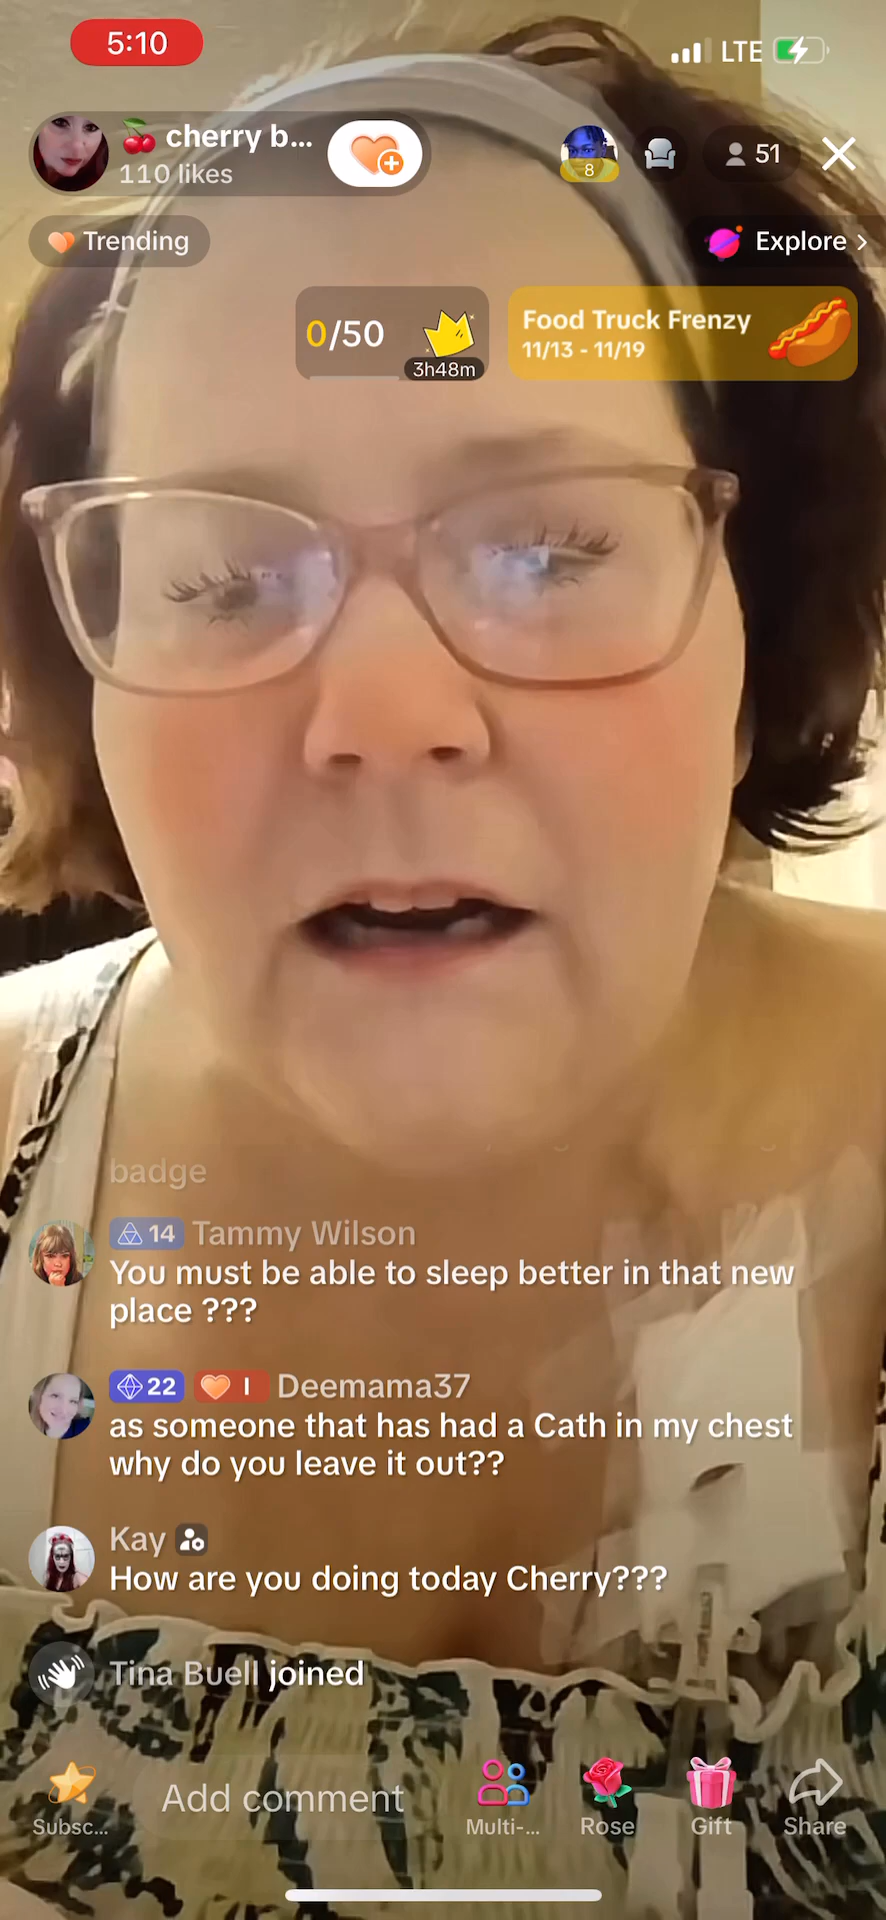 5:10
LTE
🍒 cherry b...
110 likes
8
51
Trending
Explore >
0/50
3h48m
Food Truck Frenzy
11/13 - 11/19
badge
14 Tammy Wilson
You must be able to sleep better in that new
place ???
22 I Deemama37
as someone that has had a Cath in my chest
why do you leave it out??
Kay
How are you doing today Cherry???
Tina Buell joined
Subsc...
Add comment
Multi-...
Rose
Gift
Share